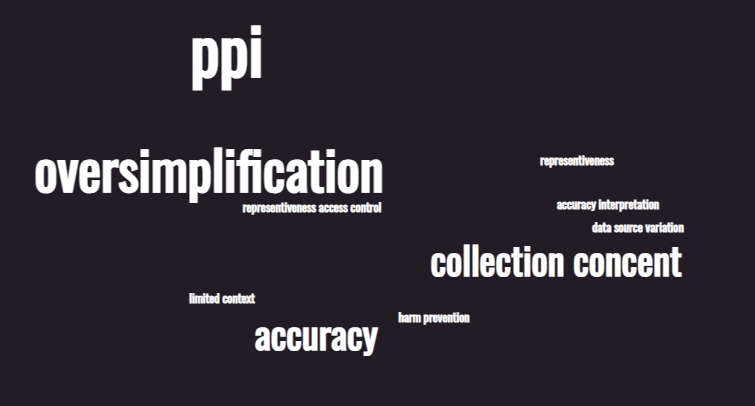 ppi
oversimplification
representiveness
representiveness access control
accuracy interpretation
data source variation
collection concent
limited context
harm prevention
accuracy